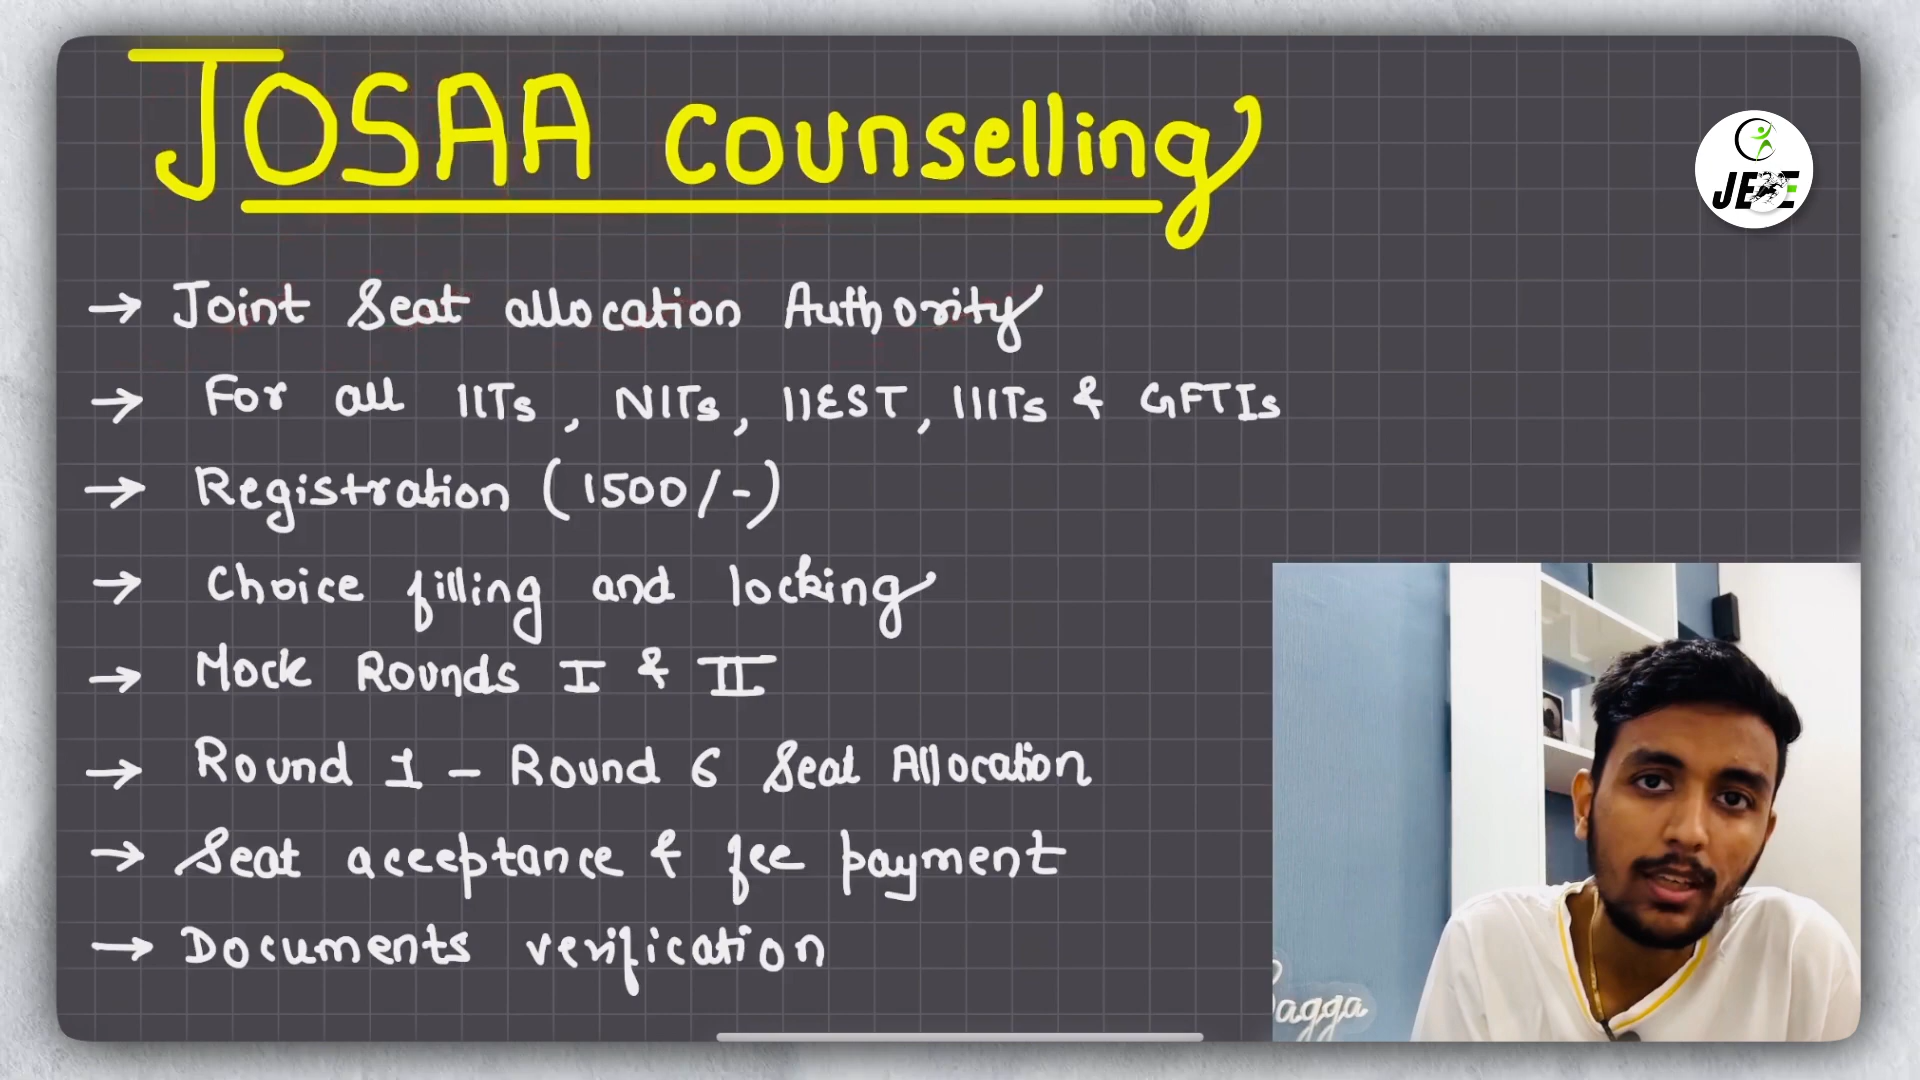 JOSAA counselling
→ Joint Seat allocation Authority
→ For all IITs, NITs, IIEST, IIITs & GFTIs
→ Registration (1500/-)
→ Choice filling and locking
→ Mock Rounds I & II
→ Round 1 - Round 6 Seat Allocation
→ Seat acceptance & fee payment
→ Documents verification
agga